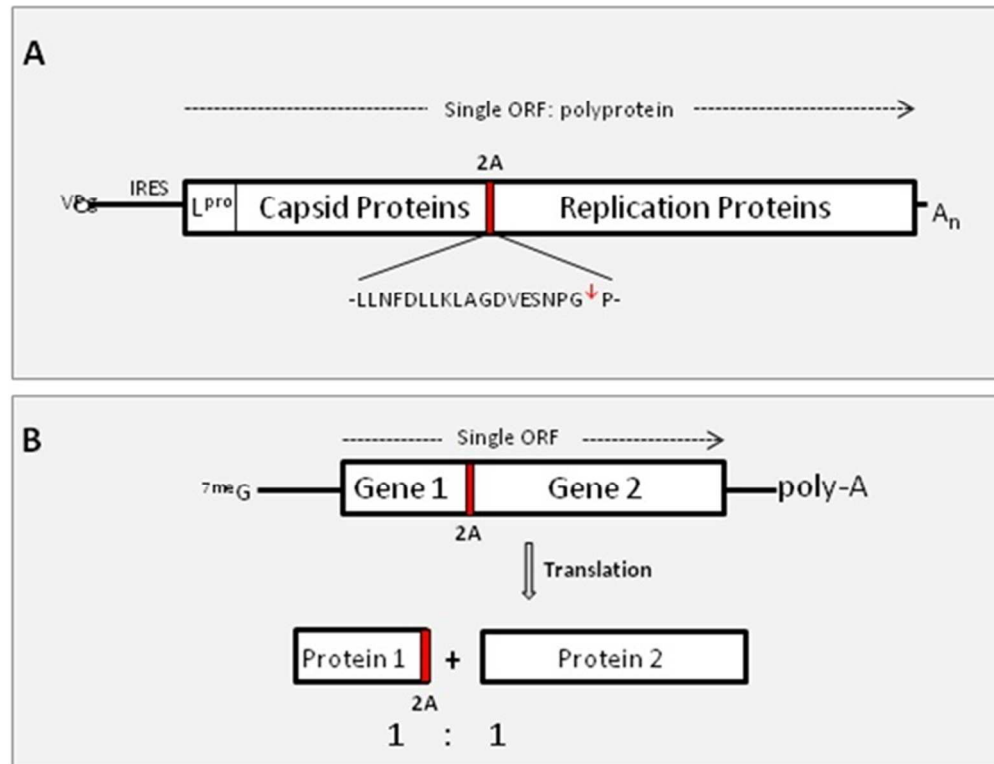 A
Single ORF: polyprotein
2A
VPg IRES
Lpro Capsid Proteins Replication Proteins An
-LLNFDLLKLAGDVESNPG↓P-
B
Single ORF
7meG Gene 1 Gene 2 poly-A
2A
Translation
Protein 1 + Protein 2
2A
1 : 1